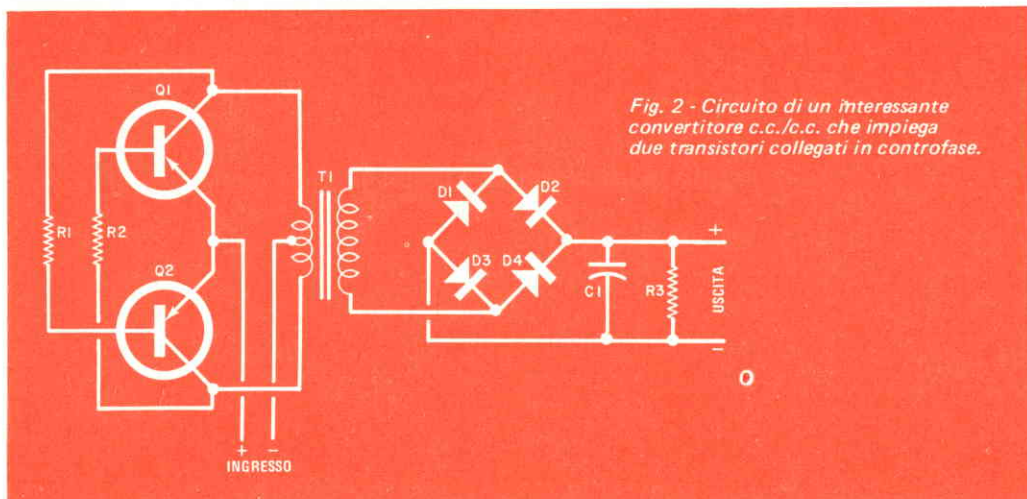 Fig. 2 - Circuito di un interessante
convertitore c.c./c.c. che impiega
due transistori collegati in controfase.
Q1
T1
D1
D2
R1
R2
Q2
D3
D4
C1
R3
+
USCITA
–
O
+ –
INGRESSO